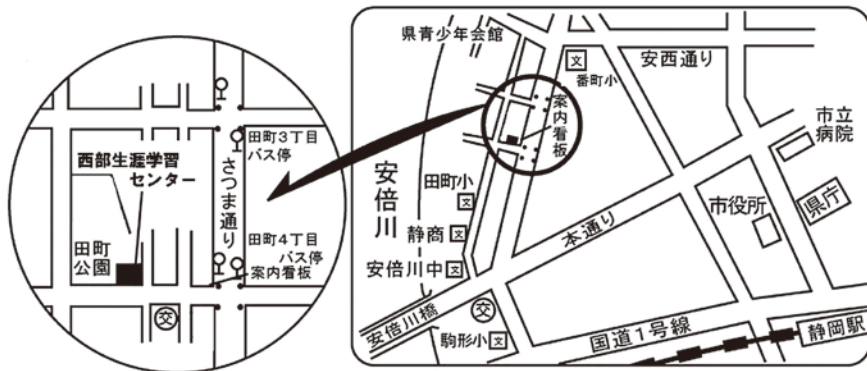 田町3丁目
バス停
西部生涯学習
センター
さつま通り
田町
公園
田町4丁目
バス停
案内看板
交
県青少年会館
文
番町小
安西通り
案内看板
市立
病院
安倍川
田町小
文
静商
文
安倍川中
文
本通り
市役所
県庁
安倍川橋
交
駒形小
文
国道1号線
静岡駅